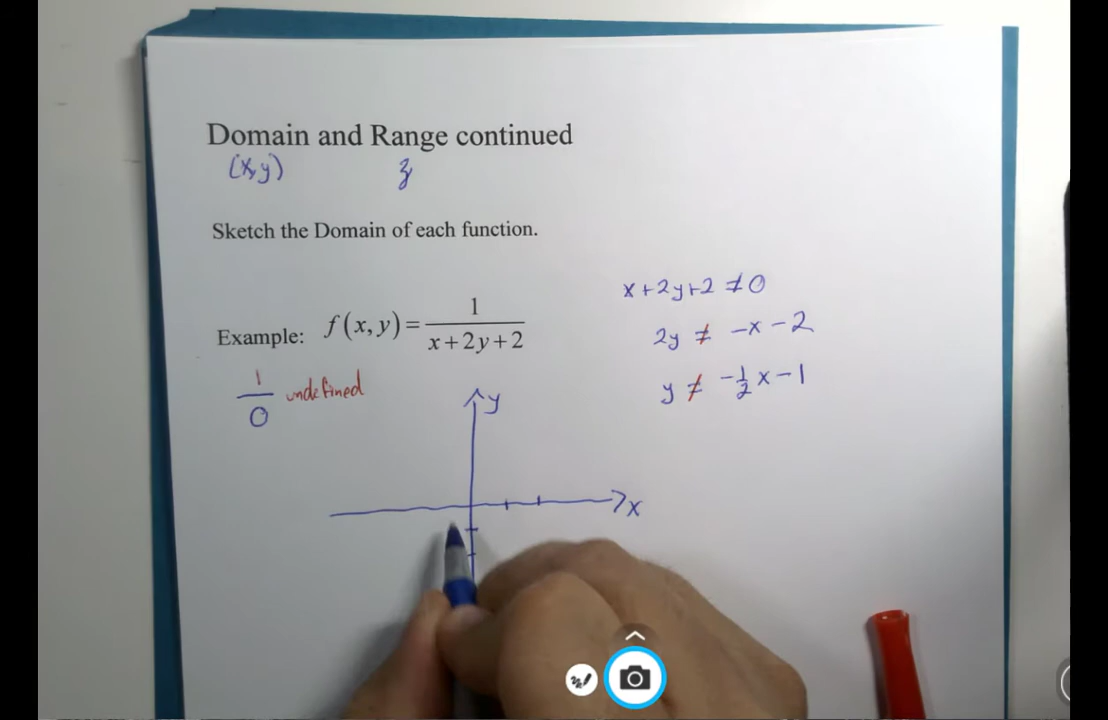 Domain and Range continued
(x,y) z
Sketch the Domain of each function.
Example: f(x,y)=1/(x+2y+2)
x+2y+2 ≠0
2y ≠ -x-2
y ≠ -1/2 x-1
1/0 undefined
y
x